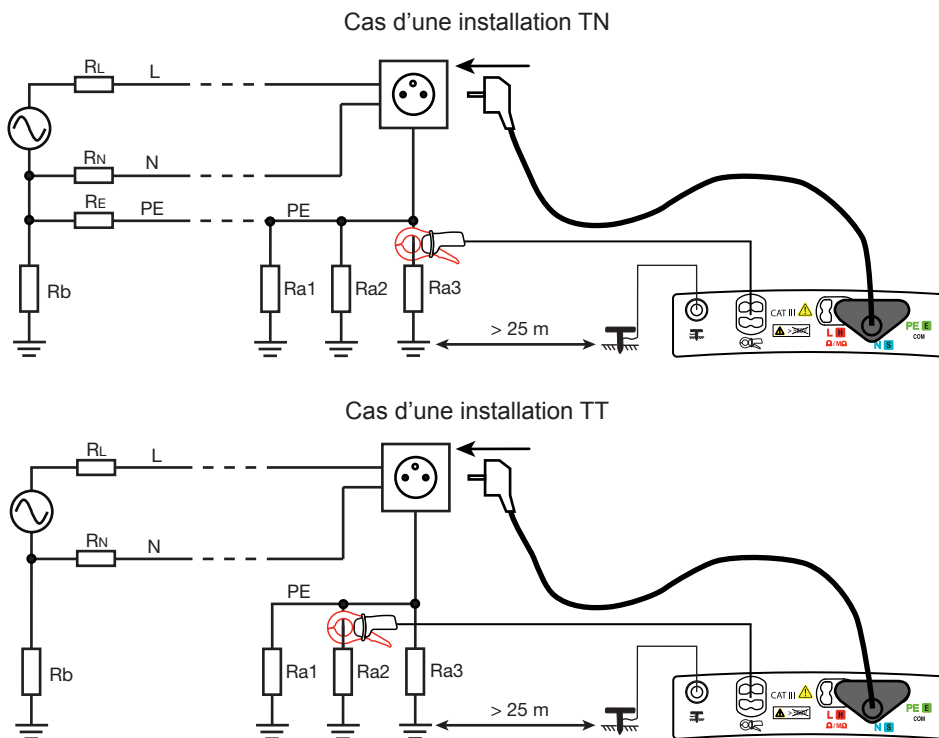 Cas d'une installation TN
RL
L
RN
N
RE
PE
PE
Rb
Ra1
Ra2
Ra3
> 25 m
CAT III
L H
Ω/MΩ
N S
PE E
COM
Cas d'une installation TT
RL
L
RN
N
PE
Rb
Ra1
Ra2
Ra3
> 25 m
CAT III
L H
Ω/MΩ
N S
PE E
COM